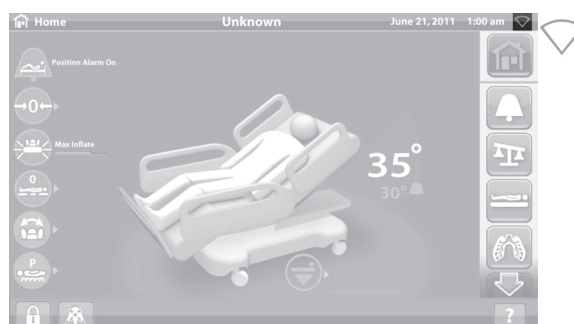 Home Unknown June 21, 2011 1:00 am
Position Alarm On
→0←
Max Inflate
0
P
35°
30°
?